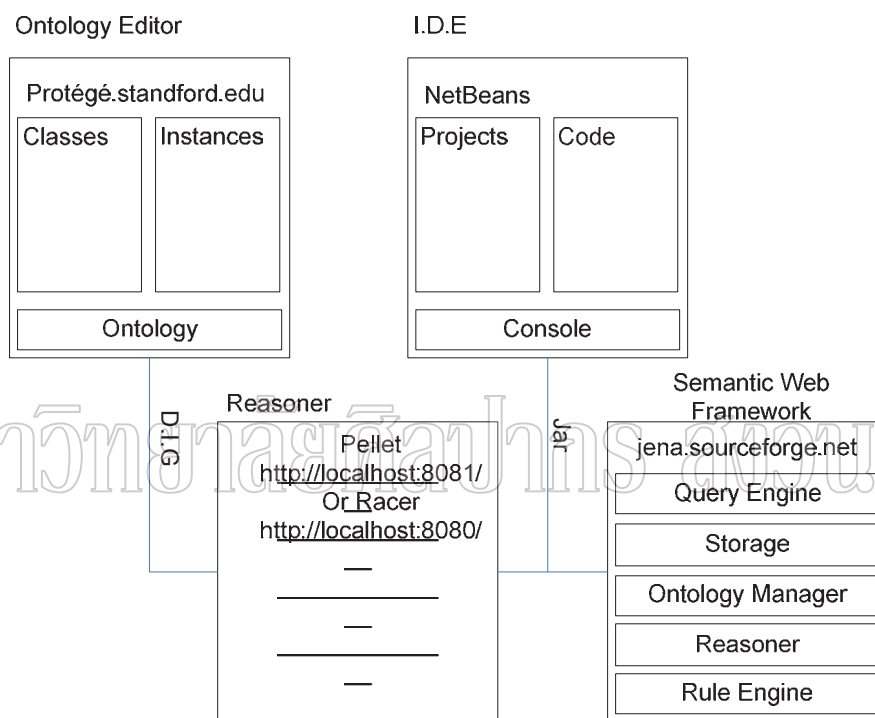 Ontology Editor
I.D.E
Protégé.standford.edu
Classes
Instances
Ontology
NetBeans
Projects
Code
Console
D.I.G
Reasoner
Pellet
http://localhost:8081/
Or Racer
http://localhost:8080/
Jar
Semantic Web
Framework
jena.sourceforge.net
Query Engine
Storage
Ontology Manager
Reasoner
Rule Engine